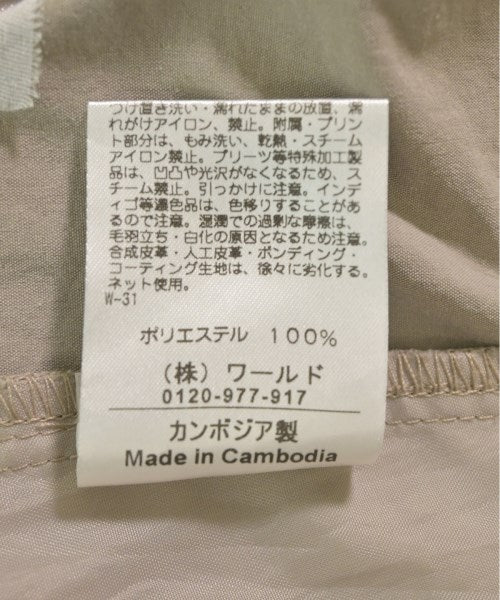 つけ置き洗い・濡れたままの放置、濡
れがけアイロン、禁止。附属・プリン
ト部分は、もみ洗い、乾熱・スチーム
アイロン禁止。プリーツ等特殊加工製
品は、凹凸や光沢がなくなるため、ス
チーム禁止。引っかけに注意。インデ
ィゴ等濃色品は、色移りすることがあ
るので注意。湿潤での過剰な摩擦は、
毛羽立ち・白化の原因となるため注意。
合成皮革・人工皮革・ボンディング・
コーティング生地は、徐々に劣化する。
ネット使用。
W-31
ポリエステル 100%
（株）ワールド
0120-977-917
カンボジア製
Made in Cambodia